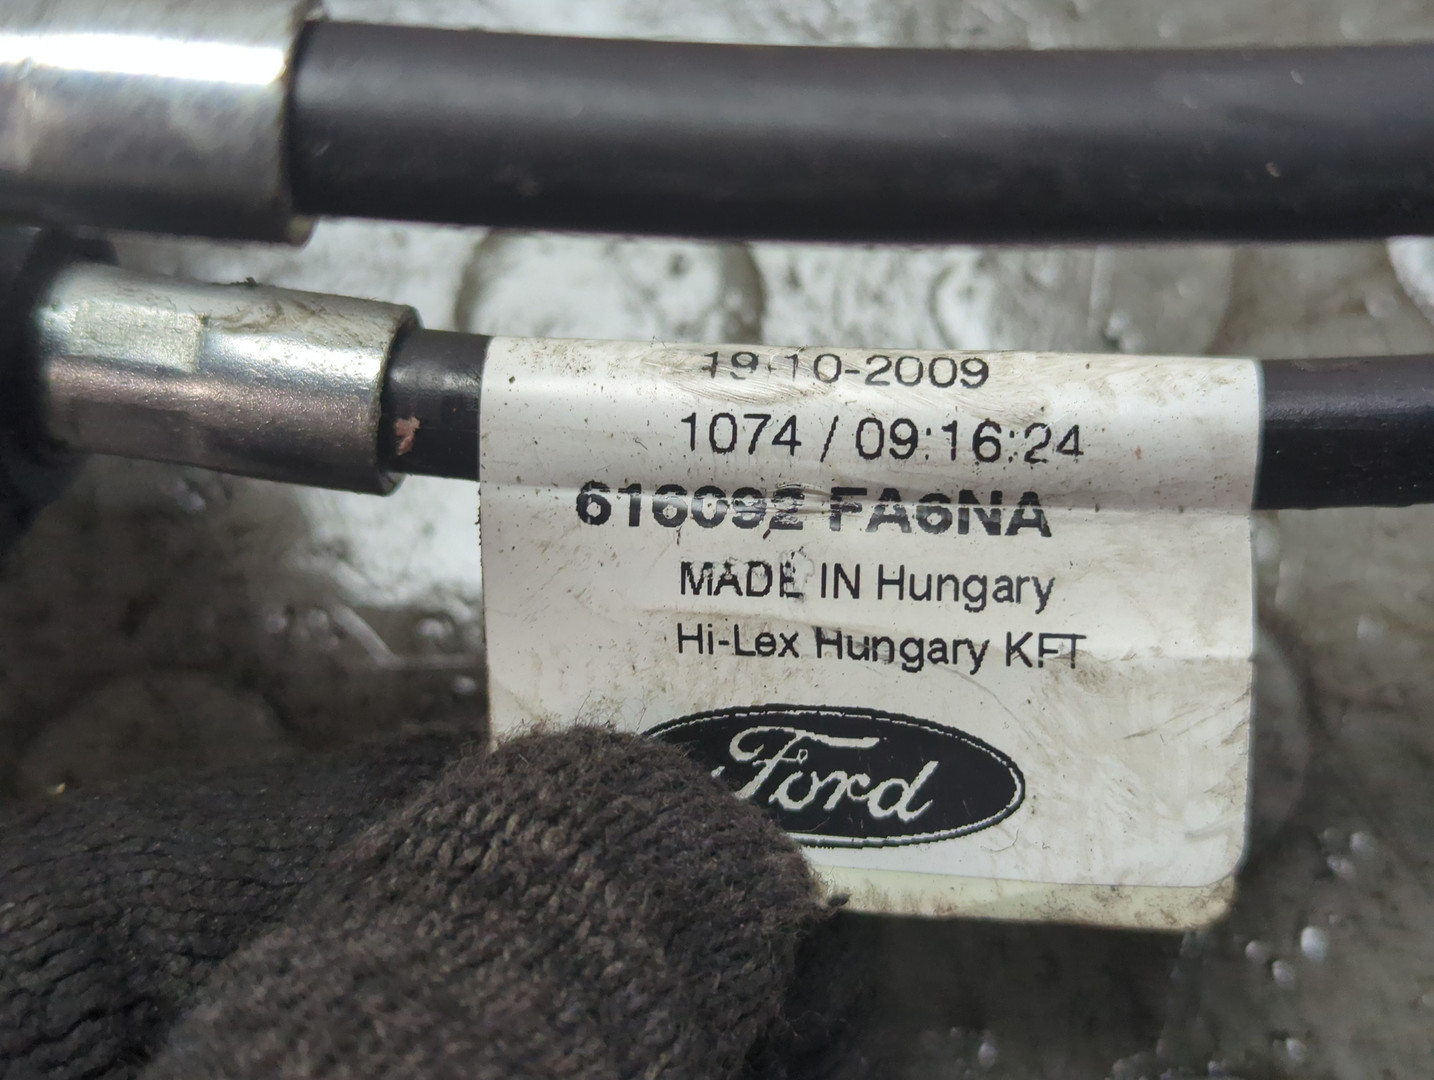 19-10-2009
1074 / 09:16:24
616092 FA6NA
MADE IN Hungary
Hi-Lex Hungary KFT
Ford